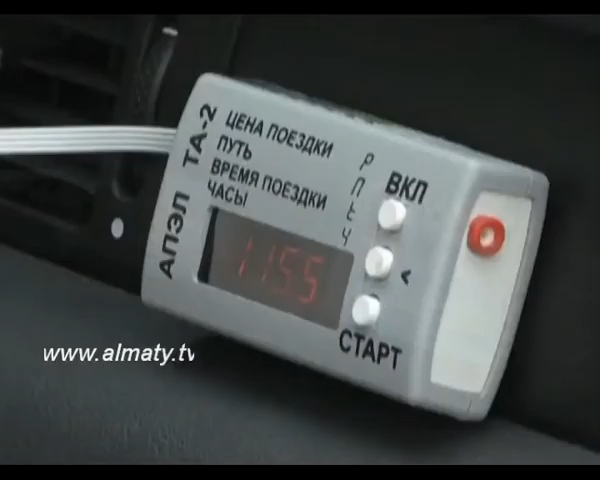 АПЭЛ ТА-2
ЦЕНА ПОЕЗДКИ Р
ПУТЬ П
ВРЕМЯ ПОЕЗДКИ t
ЧАСЫ Ч
ВКЛ
<
СТАРТ
1155
www.almaty.tv